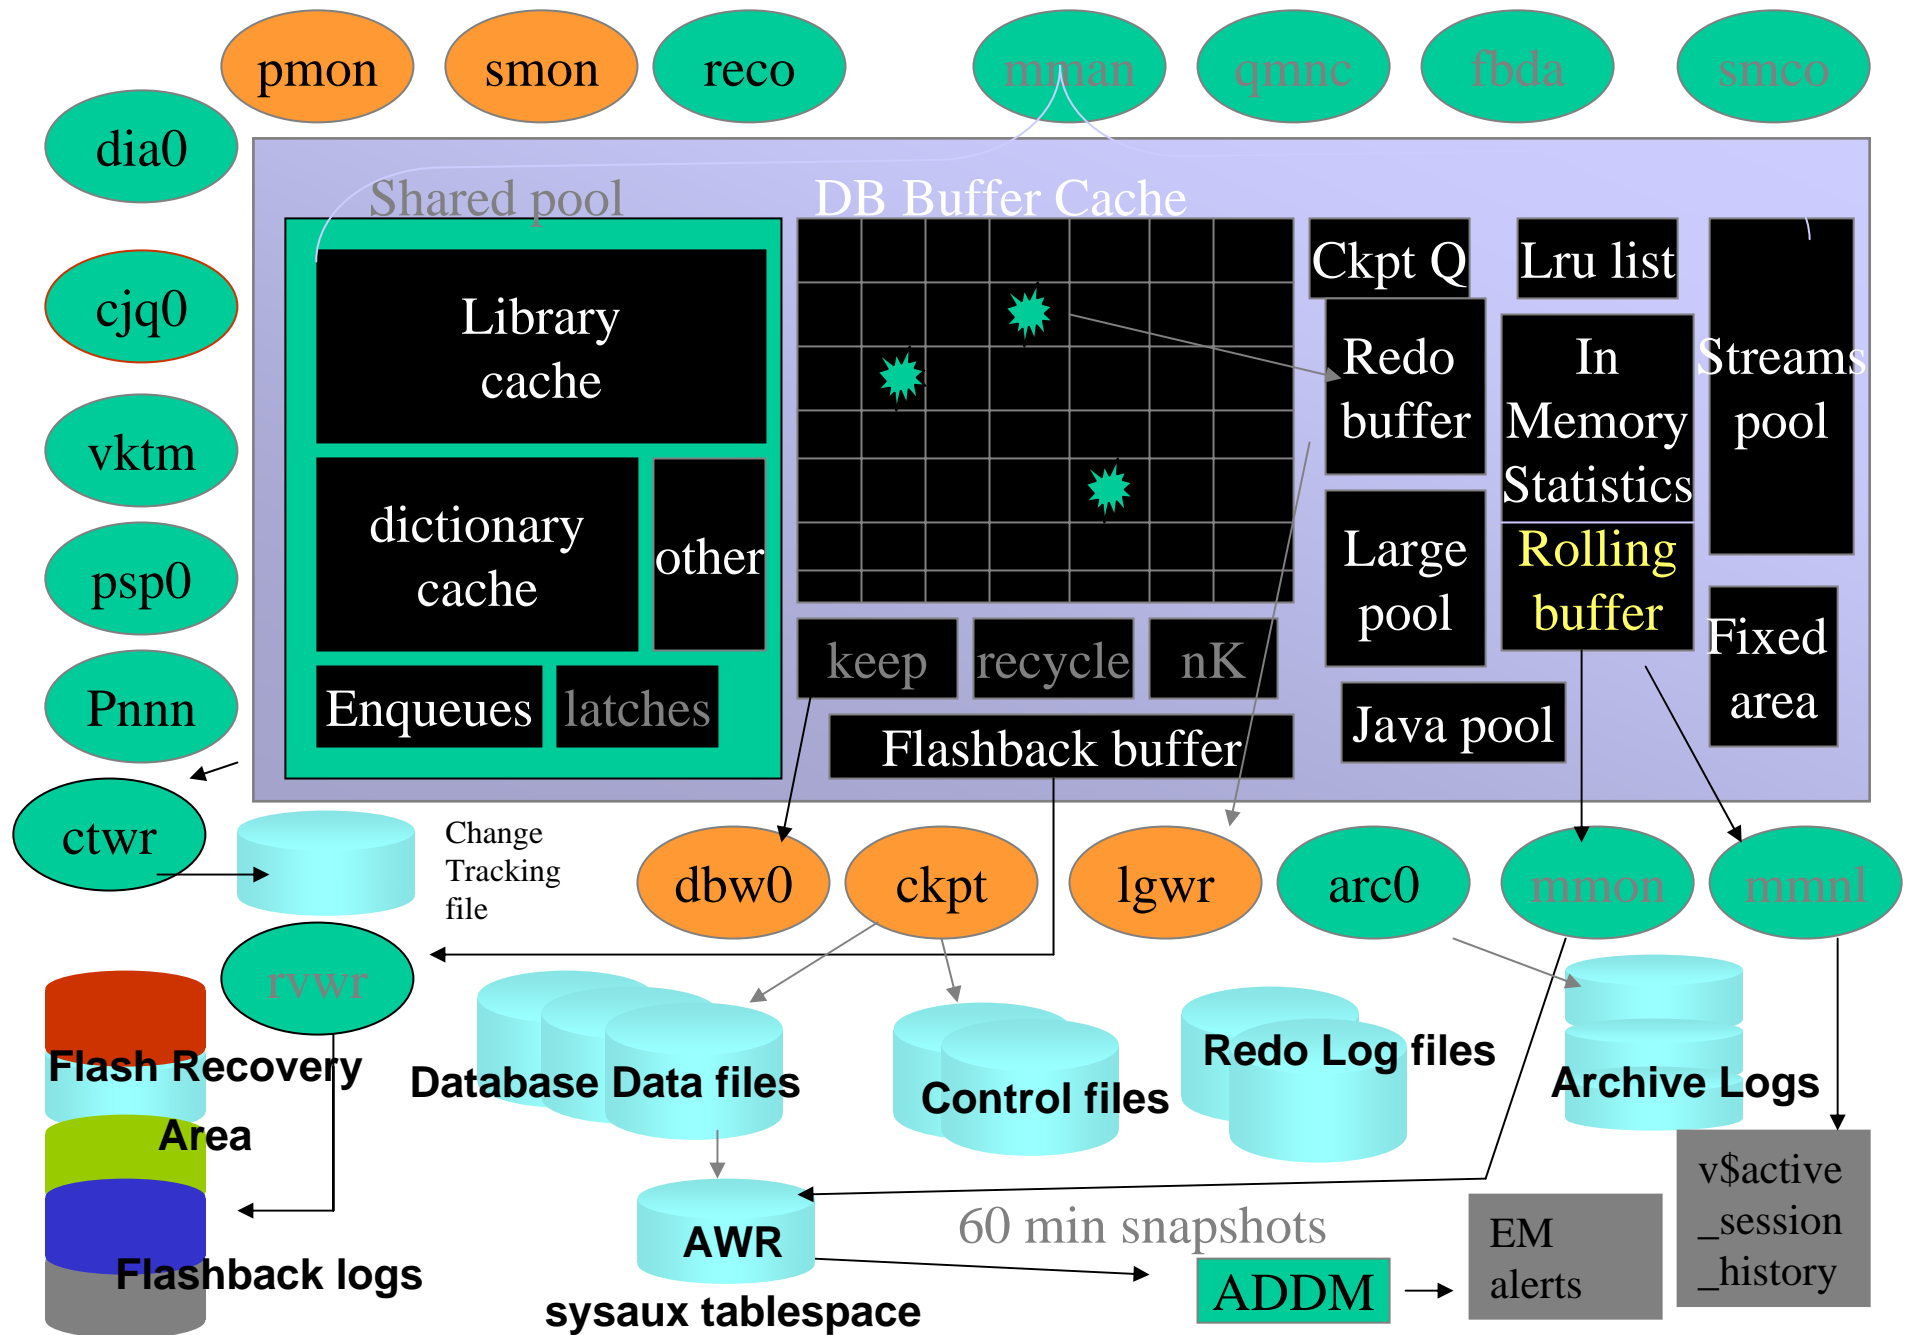 pmon
smon
reco
mman
qmnc
fbda
smco
dia0
Shared pool
DB Buffer Cache
cjq0
Library
cache
Ckpt Q
Lru list
Redo
buffer
In
Memory
Statistics
Streams
pool
vktm
dictionary
cache
other
psp0
Large
pool
Rolling
buffer
Fixed
area
keep
recycle
nK
Pnnn
Enqueues
latches
Flashback buffer
Java pool
ctwr
Change
Tracking
file
dbw0
ckpt
lgwr
arc0
mmon
mmnl
rvwr
Flash Recovery
Area
Database Data files
Control files
Redo Log files
Archive Logs
v$active
_session
_history
AWR
60 min snapshots
EM
alerts
Flashback logs
sysaux tablespace
ADDM